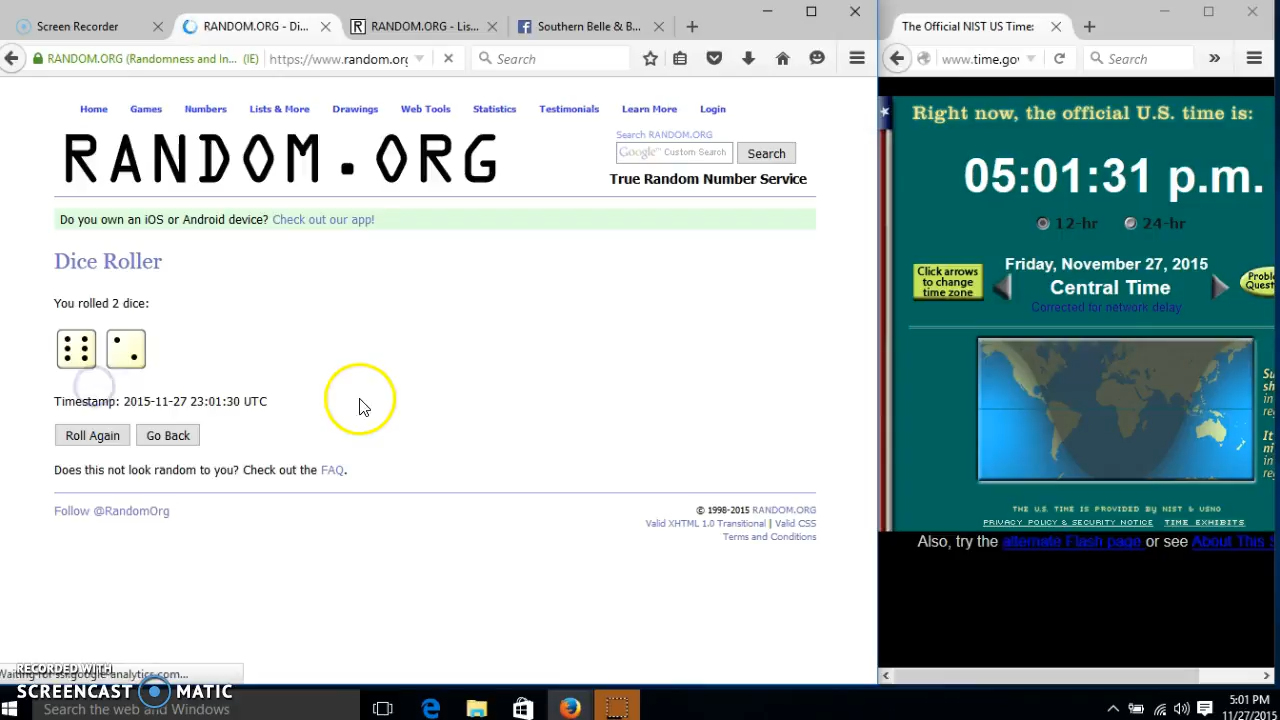 Screen Recorder
RANDOM.ORG - Di...
RANDOM.ORG - Lis...
Southern Belle & B...
RANDOM.ORG (Randomness and In... (IE)
https://www.random.org
Search
Home Games Numbers Lists & More Drawings Web Tools Statistics Testimonials Learn More Login
RANDOM.ORG
Search RANDOM.ORG
Google™ Custom Search
Search
True Random Number Service
Do you own an iOS or Android device? Check out our app!
Dice Roller
You rolled 2 dice:
Timestamp: 2015-11-27 23:01:30 UTC
Roll Again
Go Back
Does this not look random to you? Check out the FAQ.
Follow @RandomOrg
© 1998-2015 RANDOM.ORG
Valid XHTML 1.0 Transitional | Valid CSS
Terms and Conditions
RECORDED WITH
SCREENCAST MATIC
Search the web and Windows
The Official NIST US Time:
www.time.go
Search
Right now, the official U.S. time is:
05:01:31 p.m.
12-hr 24-hr
Click arrows
to change
time zone
Friday, November 27, 2015
Central Time
Corrected for network delay
THE U.S. TIME IS PROVIDED BY NIST & USNO
PRIVACY POLICY & SECURITY NOTICE TIME EXHIBITS
Also, try the alternate Flash page or see About This
5:01 PM
11/27/2015